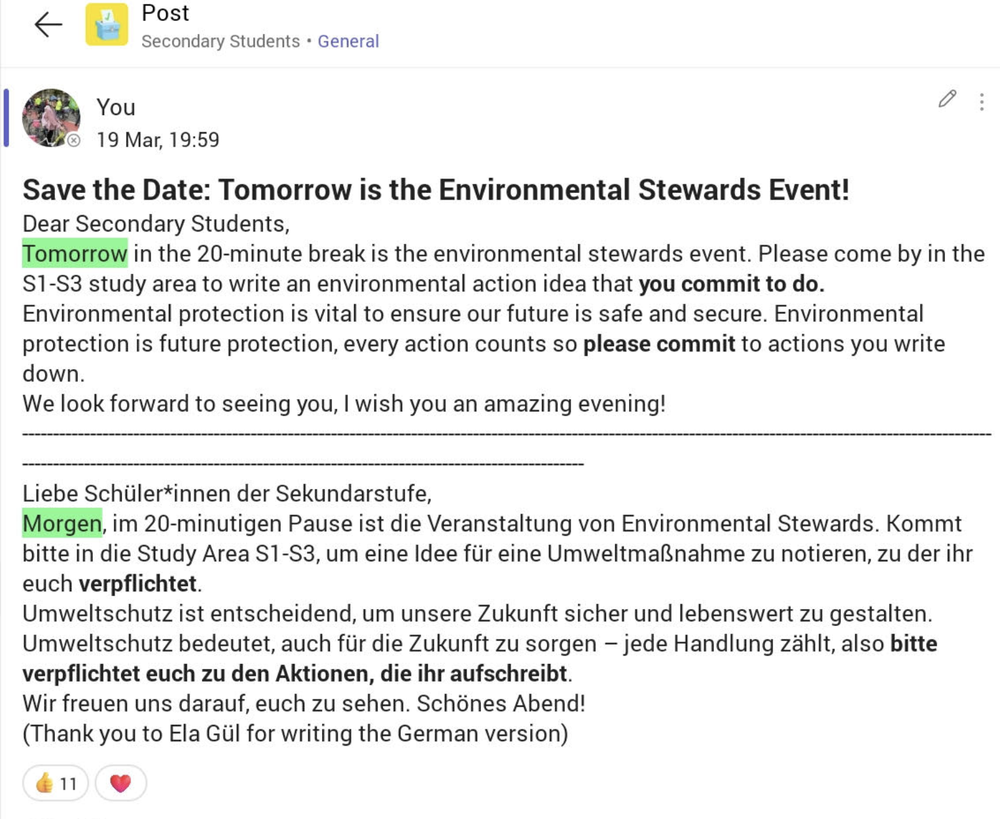 Post
Secondary Students • General
You
19 Mar, 19:59
Save the Date: Tomorrow is the Environmental Stewards Event!
Dear Secondary Students,
Tomorrow in the 20-minute break is the environmental stewards event. Please come by in the
S1-S3 study area to write an environmental action idea that you commit to do.
Environmental protection is vital to ensure our future is safe and secure. Environmental
protection is future protection, every action counts so please commit to actions you write
down.
We look forward to seeing you, I wish you an amazing evening!
Liebe Schüler*innen der Sekundarstufe,
Morgen, im 20-minutigen Pause ist die Veranstaltung von Environmental Stewards. Kommt
bitte in die Study Area S1-S3, um eine Idee für eine Umweltmaßnahme zu notieren, zu der ihr
euch verpflichtet.
Umweltschutz ist entscheidend, um unsere Zukunft sicher und lebenswert zu gestalten.
Umweltschutz bedeutet, auch für die Zukunft zu sorgen – jede Handlung zählt, also bitte
verpflichtet euch zu den Aktionen, die ihr aufschreibt.
Wir freuen uns darauf, euch zu sehen. Schönes Abend!
(Thank you to Ela Gül for writing the German version)
11